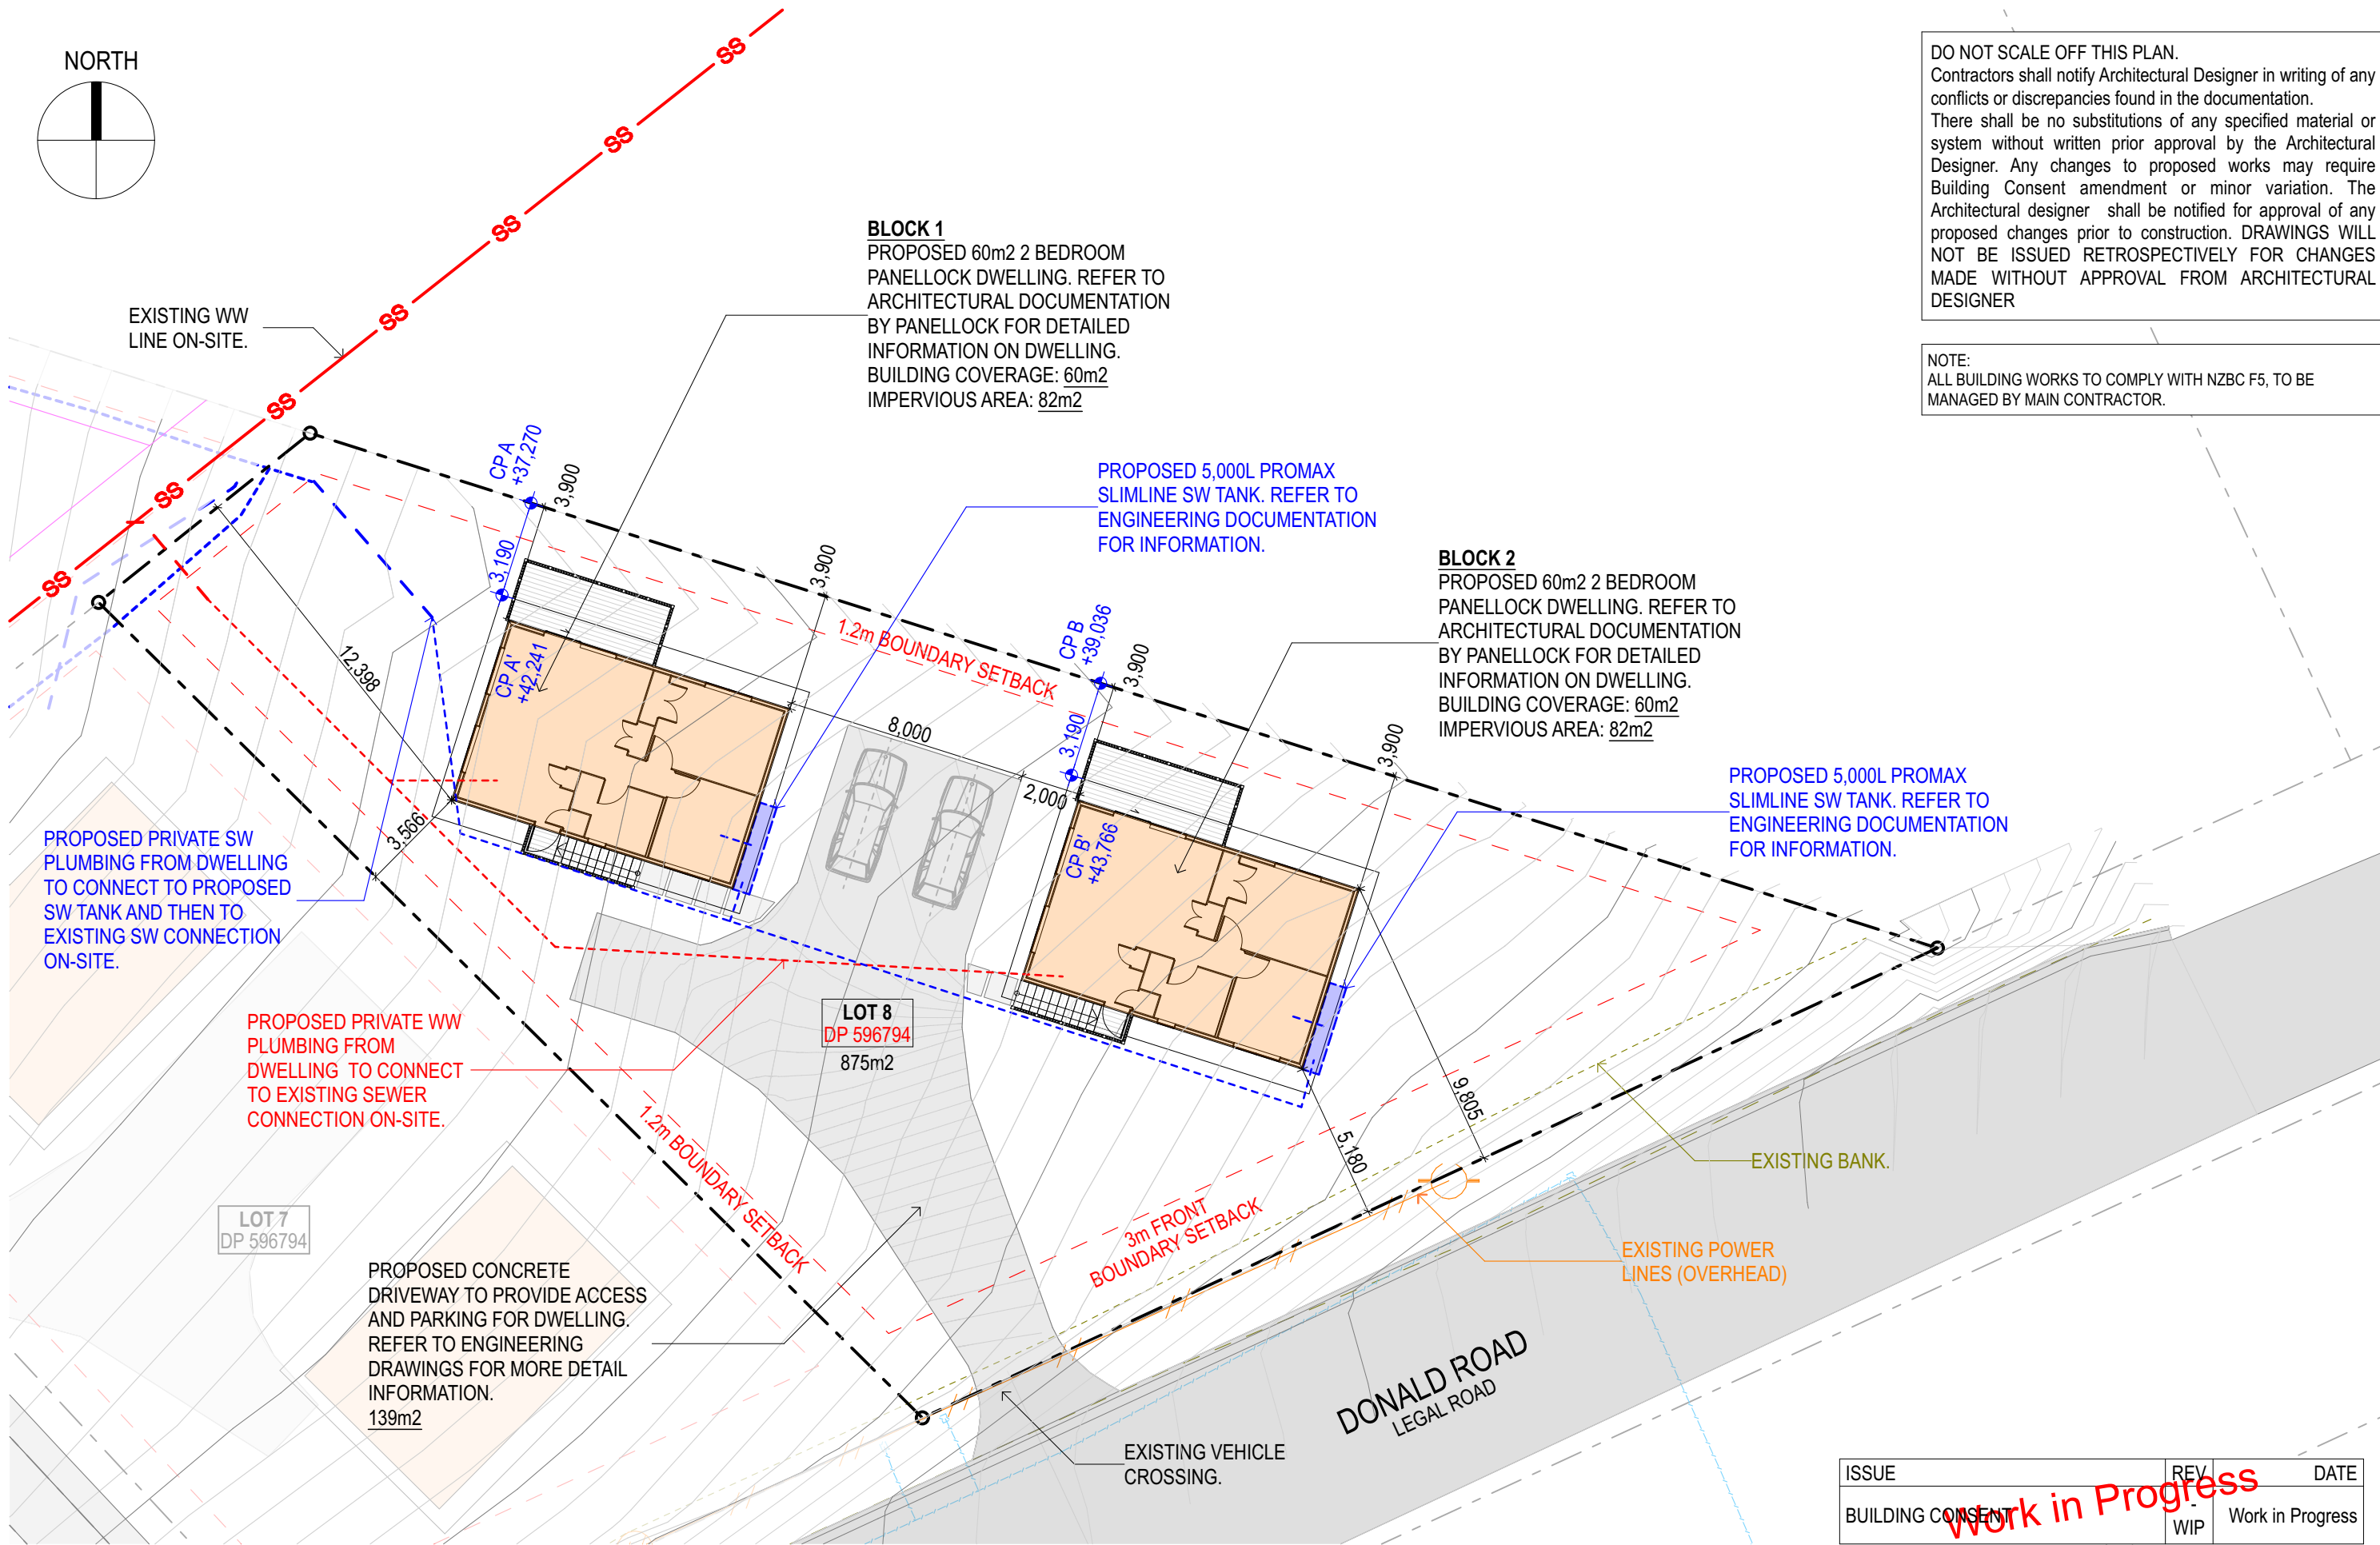 NORTH
DO NOT SCALE OFF THIS PLAN.
Contractors shall notify Architectural Designer in writing of any
conflicts or discrepancies found in the documentation.
There shall be no substitutions of any specified material or
system without written prior approval by the Architectural
Designer. Any changes to proposed works may require
Building Consent amendment or minor variation. The
Architectural designer shall be notified for approval of any
proposed changes prior to construction. DRAWINGS WILL
NOT BE ISSUED RETROSPECTIVELY FOR CHANGES
MADE WITHOUT APPROVAL FROM ARCHITECTURAL
DESIGNER
NOTE:
ALL BUILDING WORKS TO COMPLY WITH NZBC F5, TO BE
MANAGED BY MAIN CONTRACTOR.
SS
SS
SS
SS
SS
SS
SS
EXISTING WW
LINE ON-SITE.
BLOCK 1
PROPOSED 60m2 2 BEDROOM
PANELLOCK DWELLING. REFER TO
ARCHITECTURAL DOCUMENTATION
BY PANELLOCK FOR DETAILED
INFORMATION ON DWELLING.
BUILDING COVERAGE: 60m2
IMPERVIOUS AREA: 82m2
CP A
+37,270
3,900
3,190
PROPOSED 5,000L PROMAX
SLIMLINE SW TANK. REFER TO
ENGINEERING DOCUMENTATION
FOR INFORMATION.
3,900
BLOCK 2
PROPOSED 60m2 2 BEDROOM
PANELLOCK DWELLING. REFER TO
ARCHITECTURAL DOCUMENTATION
BY PANELLOCK FOR DETAILED
INFORMATION ON DWELLING.
BUILDING COVERAGE: 60m2
IMPERVIOUS AREA: 82m2
1.2m BOUNDARY SETBACK
CP B
+39,036
3,900
3,190
12,398
CP A'
+42,241
8,000
2,000
3,900
PROPOSED 5,000L PROMAX
SLIMLINE SW TANK. REFER TO
ENGINEERING DOCUMENTATION
FOR INFORMATION.
CP B'
+43,766
3,566
PROPOSED PRIVATE SW
PLUMBING FROM DWELLING
TO CONNECT TO PROPOSED
SW TANK AND THEN TO
EXISTING SW CONNECTION
ON-SITE.
PROPOSED PRIVATE WW
PLUMBING FROM
DWELLING TO CONNECT
TO EXISTING SEWER
CONNECTION ON-SITE.
LOT 8
DP 596794
875m2
9,805
5,180
1.2m BOUNDARY SETBACK
3m FRONT
BOUNDARY SETBACK
EXISTING BANK.
EXISTING POWER
LINES (OVERHEAD)
LOT 7
DP 596794
PROPOSED CONCRETE
DRIVEWAY TO PROVIDE ACCESS
AND PARKING FOR DWELLING.
REFER TO ENGINEERING
DRAWINGS FOR MORE DETAIL
INFORMATION.
139m2
DONALD ROAD
LEGAL ROAD
EXISTING VEHICLE
CROSSING.
ISSUE REV DATE
BUILDING CONSENT - WIP Work in Progress
Work in Progress